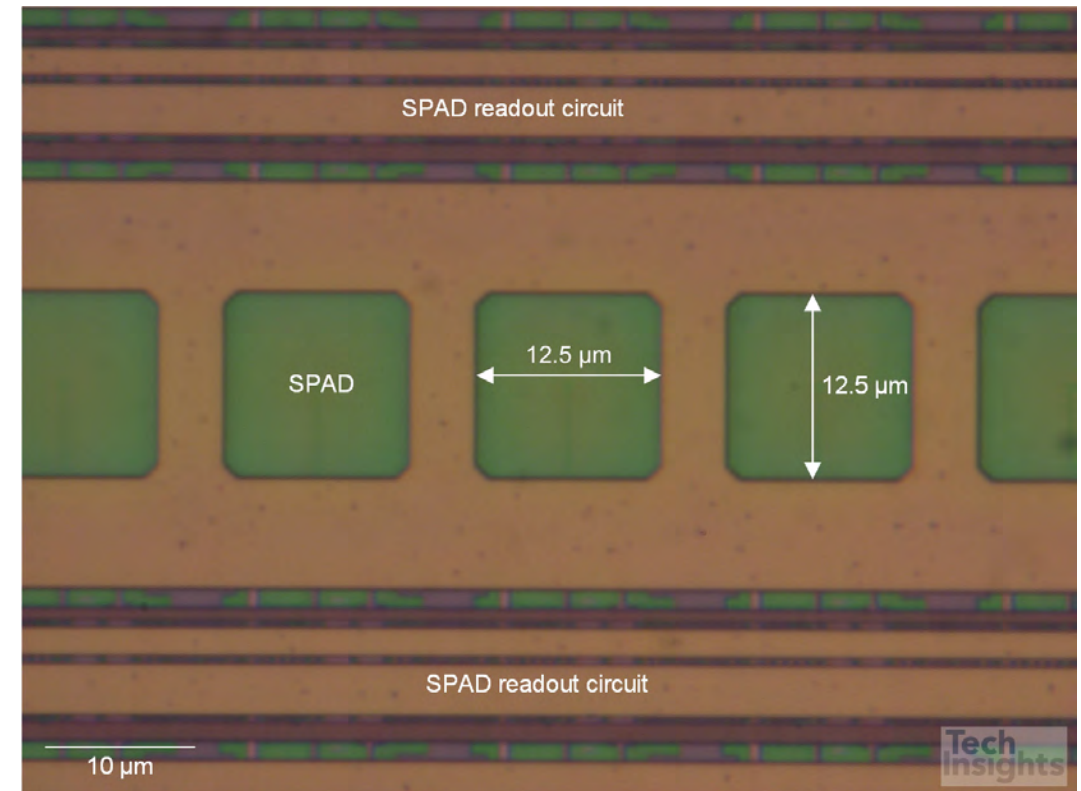 SPAD readout circuit
12.5 µm
SPAD
12.5 µm
SPAD readout circuit
10 µm
Tech
Insights